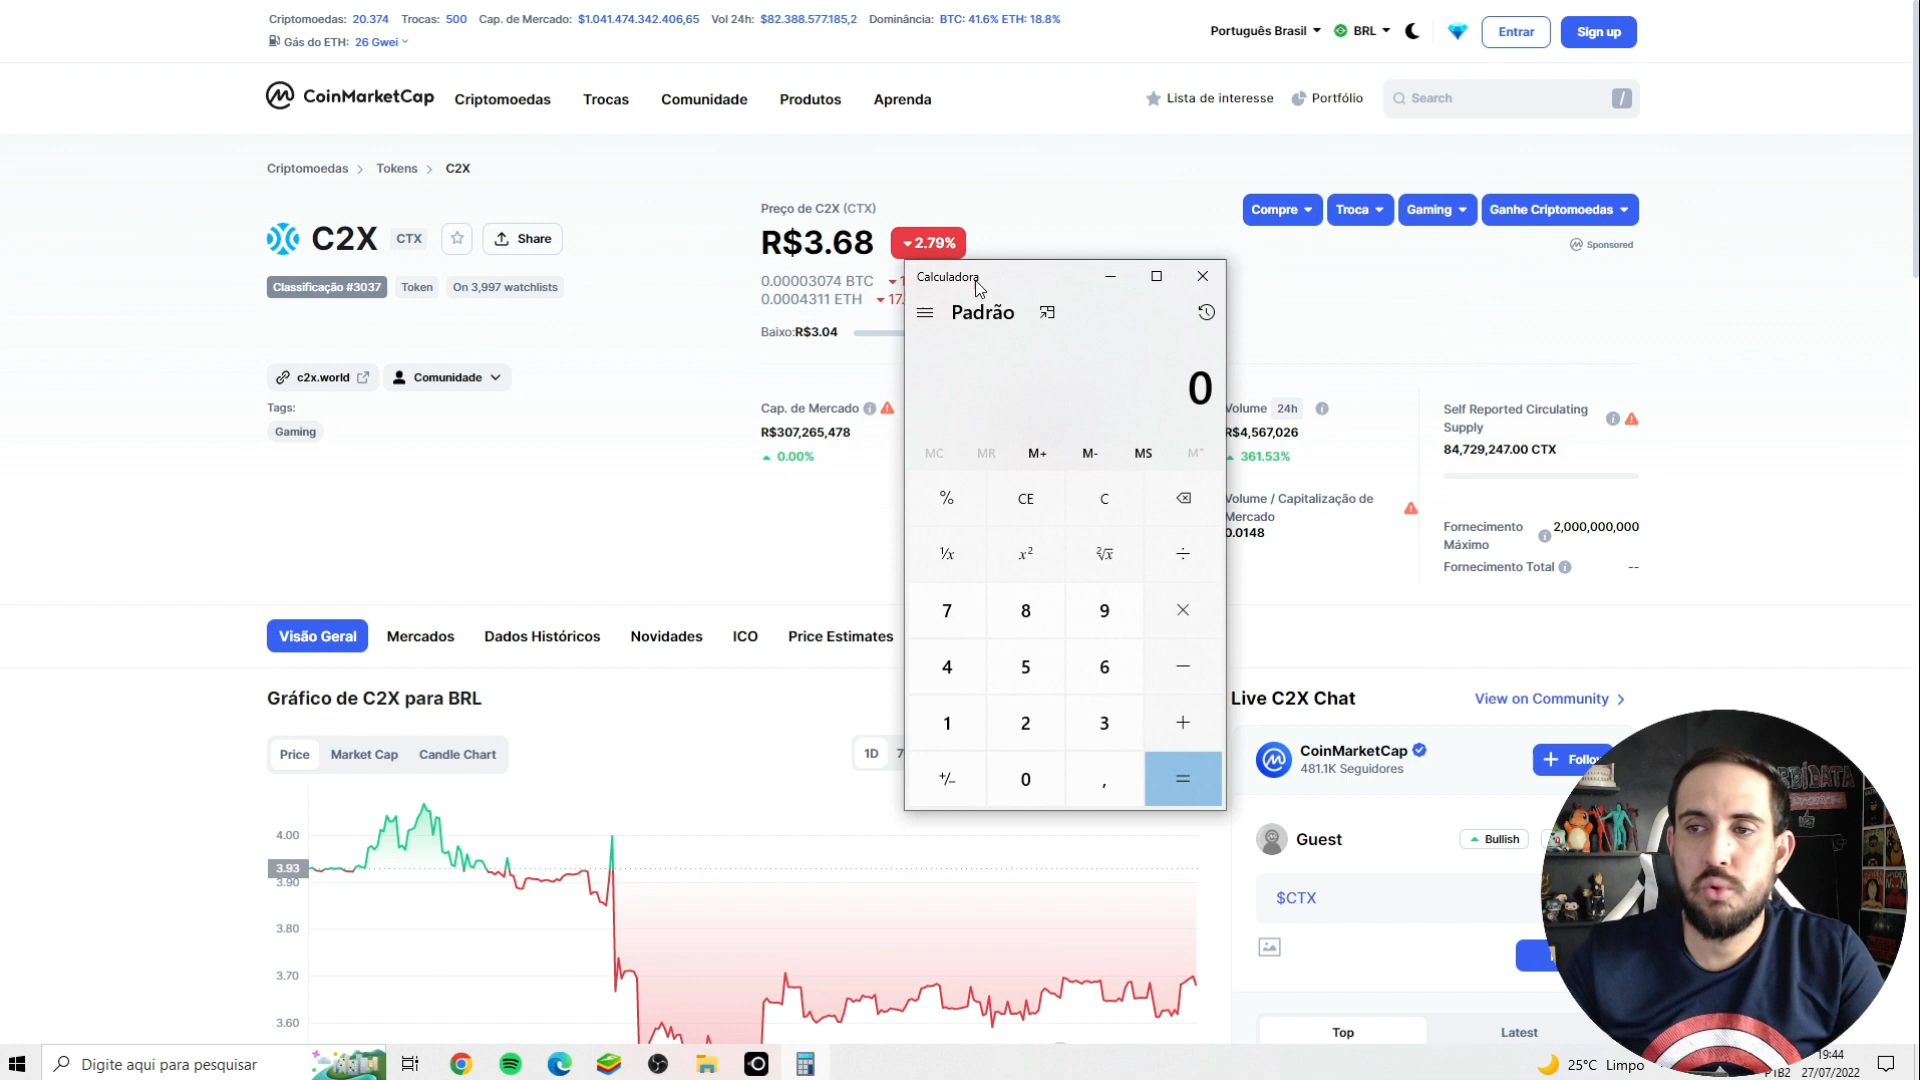 Criptomoedas: 20.374 Trocas: 500 Cap. de Mercado: $1.041.474.342.406,65 Vol 24h: $82.388.577.185,2 Dominância: BTC: 41.6% ETH: 18.8%
Gás do ETH: 26 Gwei
Português Brasil BRL Entrar Sign up
CoinMarketCap Criptomoedas Trocas Comunidade Produtos Aprenda
Lista de interesse Portfólio Search /
Criptomoedas Tokens C2X
C2X CTX Share
Classificação #3037 Token On 3,997 watchlists
c2x.world Comunidade
Tags:
Gaming
Preço de C2X (CTX)
R$3.68 2.79%
0.00003074 BTC
0.0004311 ETH 17.
Baixo:R$3.04
Cap. de Mercado
R$307,265,478
0.00%
Compre Troca Gaming Ganhe Criptomoedas
Sponsored
Calculadora
Padrão
0
MC MR M+ M- MS
% CE C
¹/x x² ²√x ÷
7 8 9 ×
4 5 6 −
1 2 3 +
+/− 0 , =
Volume 24h
R$4,567,026
361.53%
Volume / Capitalização de
Mercado
0.0148
Self Reported Circulating
Supply
84,729,247.00 CTX
Fornecimento
Máximo
2,000,000,000
Fornecimento Total --
Visão Geral Mercados Dados Históricos Novidades ICO Price Estimates
Gráfico de C2X para BRL
Price Market Cap Candle Chart
1D 7
4.00
3.93
3.90
3.80
3.70
3.60
Live C2X Chat View on Community
CoinMarketCap
481.1K Seguidores
Guest
Bullish
$CTX
Top Latest
Digite aqui para pesquisar
25°C Limpo
19:44
27/07/2022